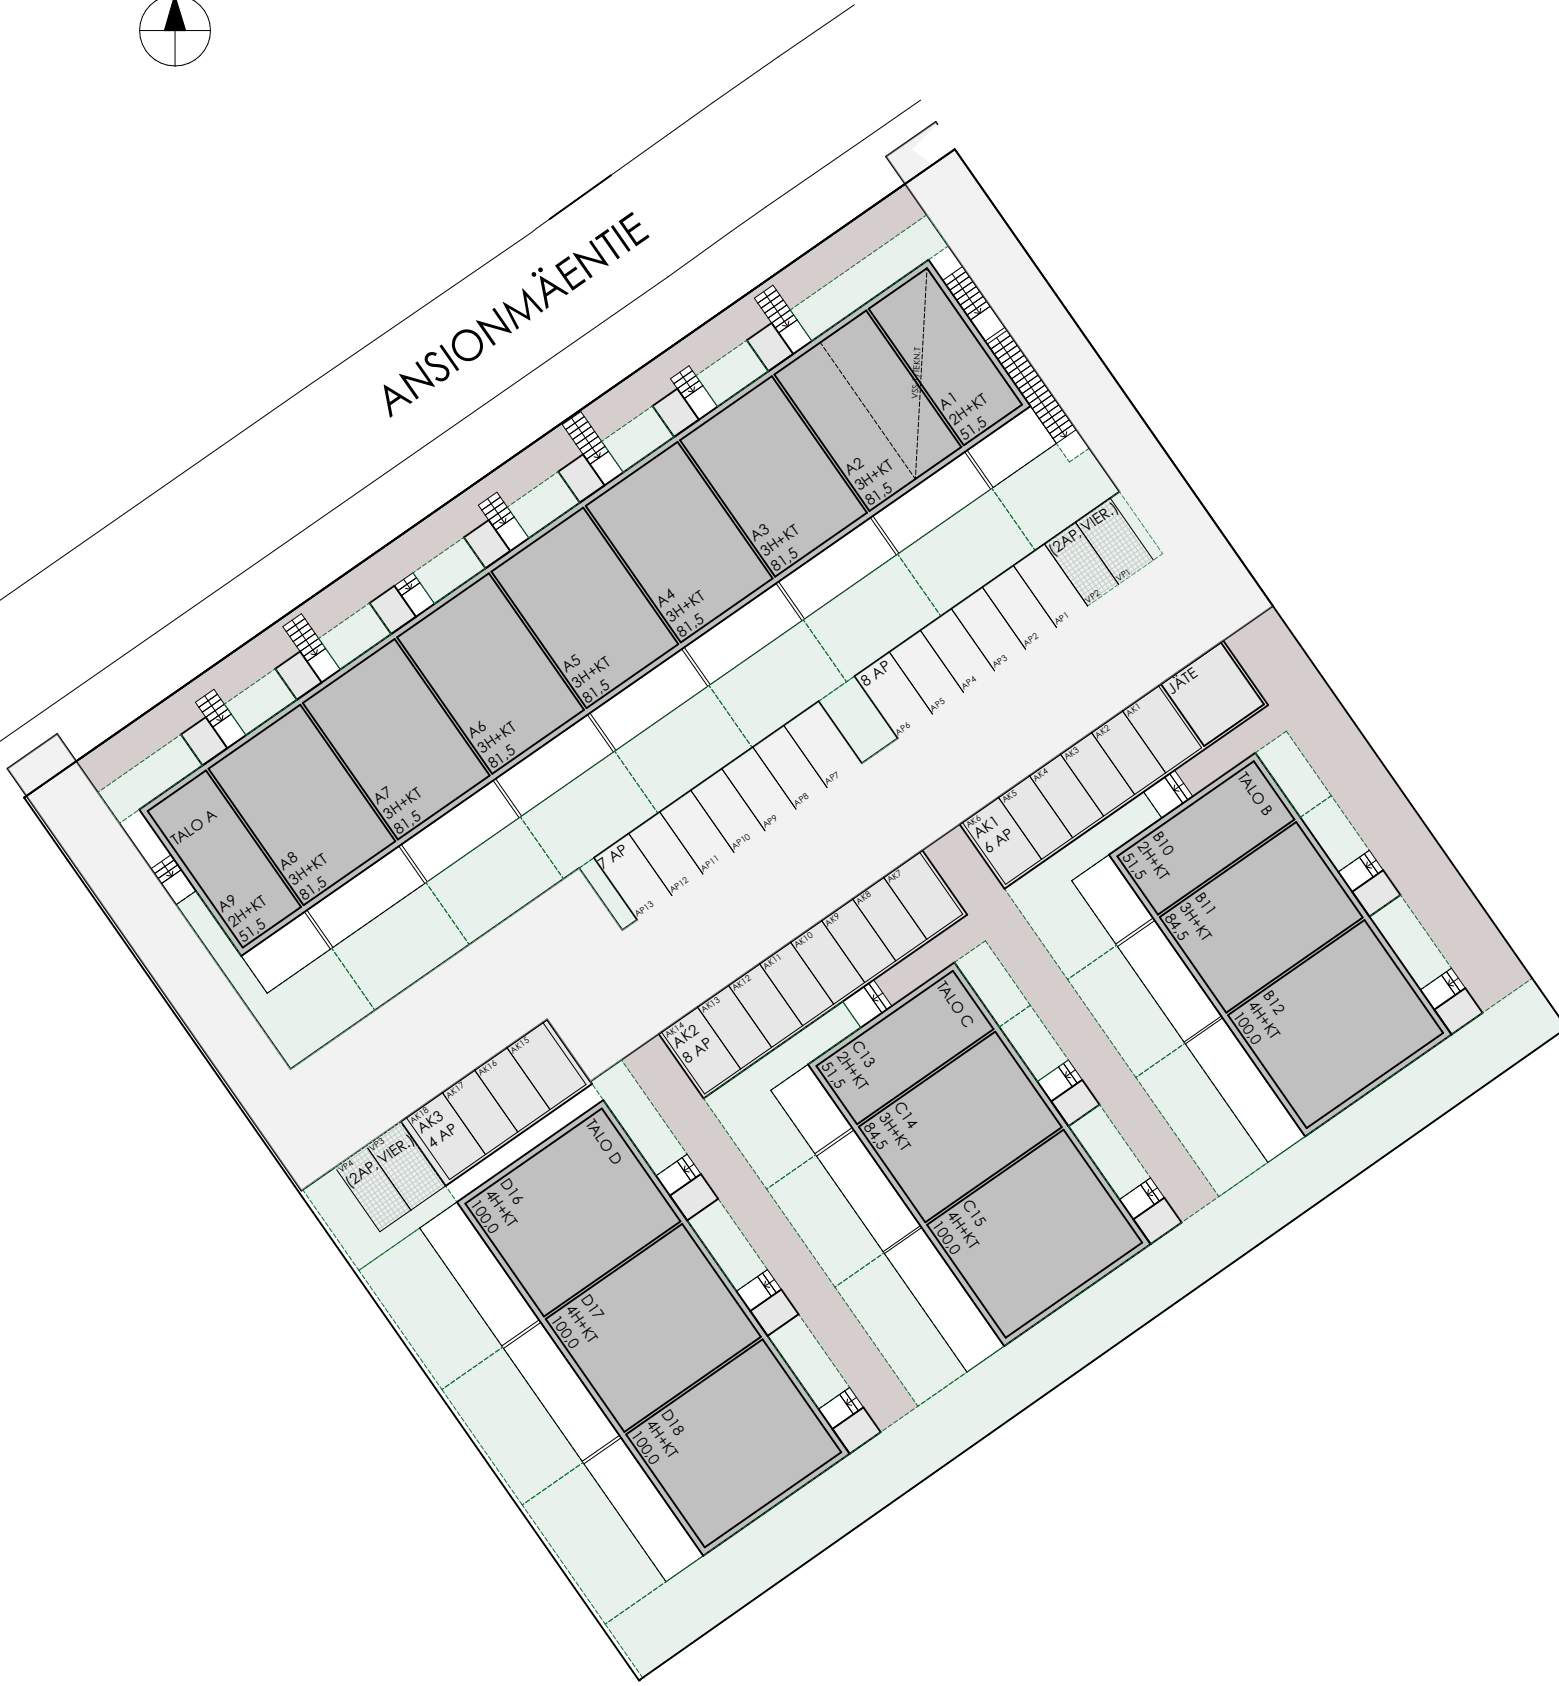 ANSIONMÄENTIE
VSS JA TEKN.T
A1
2H+KT
51,5
A2
3H+KT
81,5
A3
3H+KT
81,5
A4
3H+KT
81,5
A5
3H+KT
81,5
A6
3H+KT
81,5
A7
3H+KT
81,5
A8
3H+KT
81,5
TALO A
A9
2H+KT
51,5
(2AP, VIER.)
VP1
VP2
8 AP
AP1
AP2
AP3
AP4
AP5
AP6
7 AP
AP7
AP8
AP9
AP10
AP11
AP12
AP13
JÄTE
AK1
AK2
AK3
AK4
AK5
AK6
AK1
6 AP
AK7
AK8
AK9
AK10
AK11
AK12
AK13
AK14
AK2
8 AP
AK15
AK16
AK17
AK18
AK3
4 AP
VP3
VP4
(2AP, VIER.)
TALO B
B10
2H+KT
51,5
B11
3H+KT
84,5
B12
4H+KT
100,0
TALO C
C13
2H+KT
51,5
C14
3H+KT
84,5
C15
4H+KT
100,0
TALO D
D16
4H+KT
100,0
D17
4H+KT
100,0
D18
4H+KT
100,0